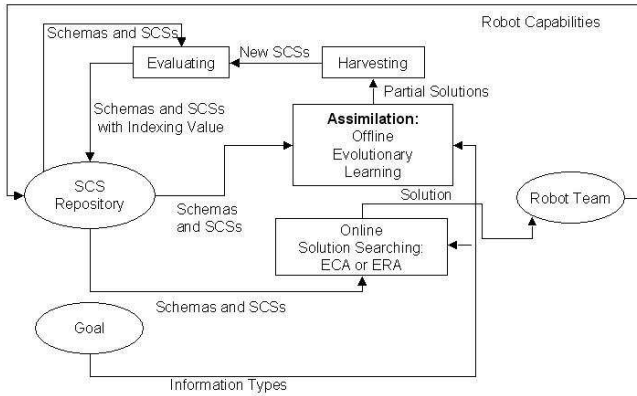 Robot Capabilities
Schemas and SCSs
Evaluating
New SCSs
Harvesting
Partial Solutions
Schemas and SCSs
with Indexing Value
Assimilation:
Offline
Evolutionary
Learning
SCS
Repository
Schemas
and SCSs
Solution
Robot Team
Online
Solution Searching:
ECA or ERA
Schemas and SCSs
Goal
Information Types